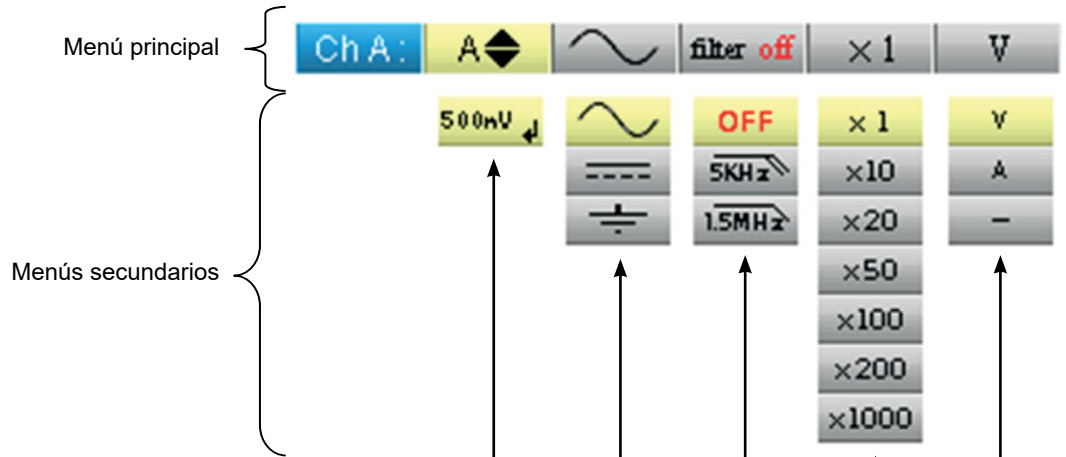 Menú principal
Ch A: A filter off ×1 V
Menús secundarios
500mV OFF ×1 V
5KHz ×10 A
1.5MHz ×20 –
×50
×100
×200
×1000